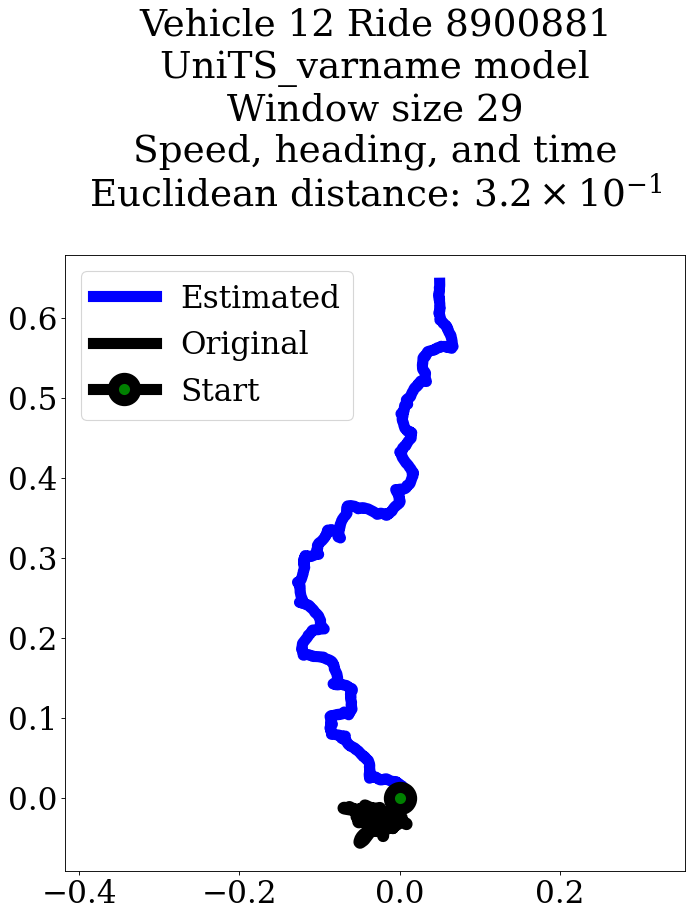 Vehicle 12 Ride 8900881
UniTS_varname model
Window size 29
Speed, heading, and time
Euclidean distance: 3.2 × 10⁻¹
Estimated
Original
Start
0.6
0.5
0.4
0.3
0.2
0.1
0.0
−0.4 −0.2 0.0 0.2